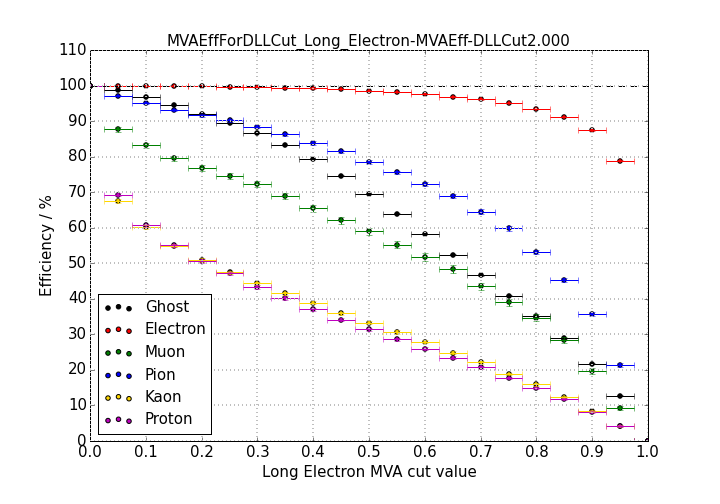 MVAEffForDLLCut_Long_Electron-MVAEff-DLLCut2.000
110
100
90
80
70
60
50
40
30
20
10
0
Efficiency / %
Ghost
Electron
Muon
Pion
Kaon
Proton
0.0 0.1 0.2 0.3 0.4 0.5 0.6 0.7 0.8 0.9 1.0
Long Electron MVA cut value